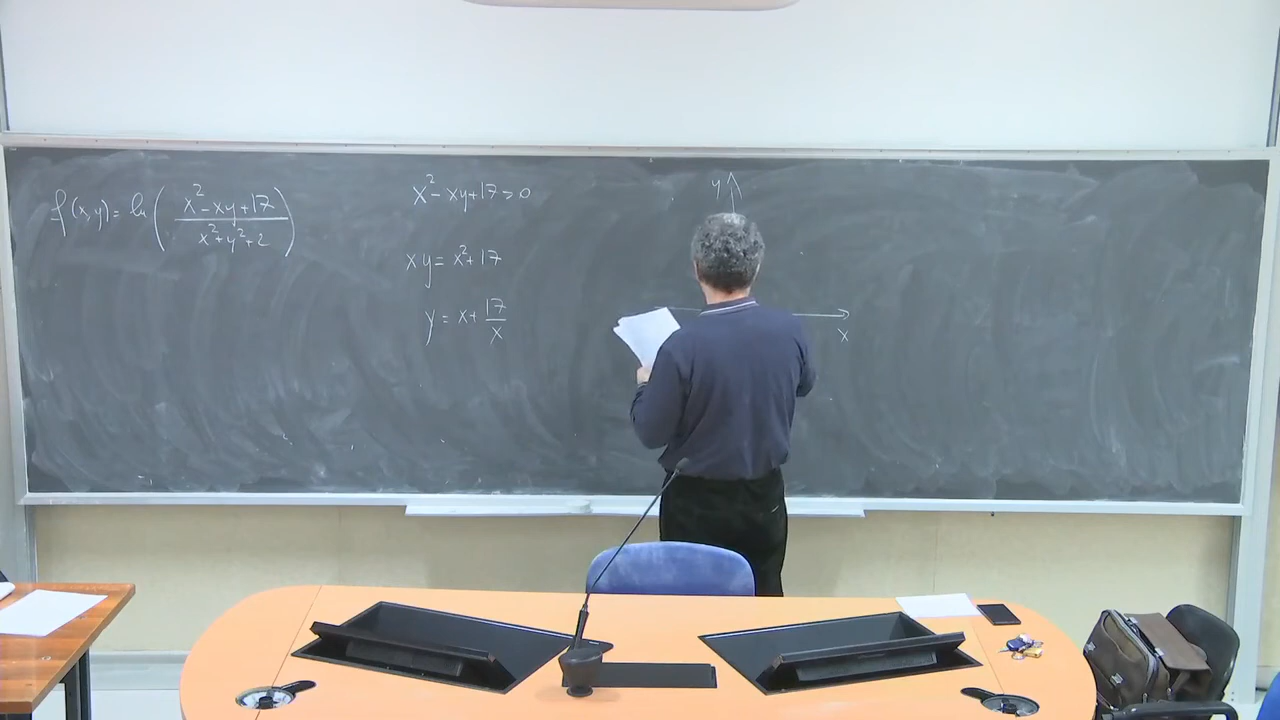 f(x,y) = ln( (x² - xy + 17) / (x² + y² + 2) )
x² - xy + 17 > 0
xy = x² + 17
y = x + 17/x
y
x